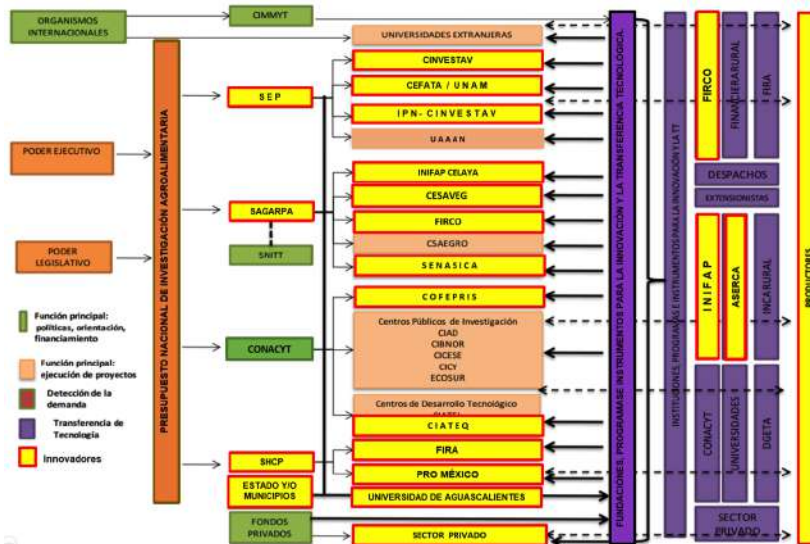 ORGANISMOS
INTERNACIONALES
CIMMYT
UNIVERSIDADES EXTRANJERAS
CINVESTAV
CEFATA / UNAM
IPN- CINVESTAV
UAAAN
SEP
PODER EJECUTIVO
PODER
LEGISLATIVO
PRESUPUESTO NACIONAL DE INVESTIGACIÓN AGROALIMENTARIA
INIFAP CELAYA
CESAVEG
FIRCO
CSAEGRO
SENASICA
SAGARPA
SNITT
COFEPRIS
Centros Públicos de Investigación
CIAD
CIBNOR
CICESE
CICY
ECOSUR
Centros de Desarrollo Tecnológico
CIATEQ
CONACYT
FIRA
PRO MÉXICO
SHCP
ESTADO Y/O
MUNICIPIOS
UNIVERSIDAD DE AGUASCALIENTES
FONDOS
PRIVADOS
SECTOR PRIVADO
Función principal:
políticas, orientación,
financiamiento
Función principal:
ejecución de proyectos
Detección de la
demanda
Transferencia de
Tecnología
Innovadores
FUNDACIONES, PROGRAMAS E INSTRUMENTOS PARA LA INNOVACIÓN Y LA TRANSFERENCIA TECNOLÓGICA.
INSTITUCIONES, PROGRAMAS E INSTRUMENTOS PARA LA INNOVACIÓN Y LA TT
FIRCO
FINANCIERA RURAL
FIRA
DESPACHOS
EXTENSIONISTAS
INIFAP
ASERCA
INCARURAL
CONACYT
UNIVERSIDADES
DGETA
SECTOR
PRIVADO
PRODUCTORES